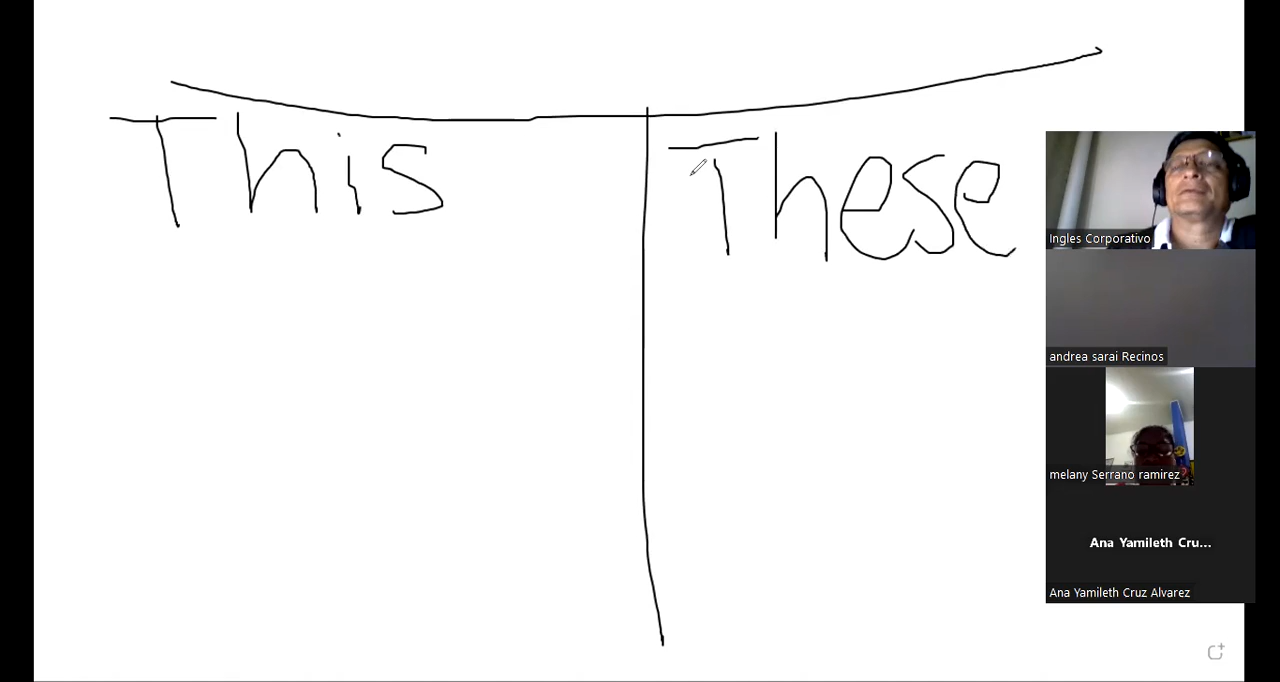 This These
Ingles Corporativo
andrea sarai Recinos
melany Serrano ramirez
Ana Yamileth Cru...
Ana Yamileth Cruz Alvarez